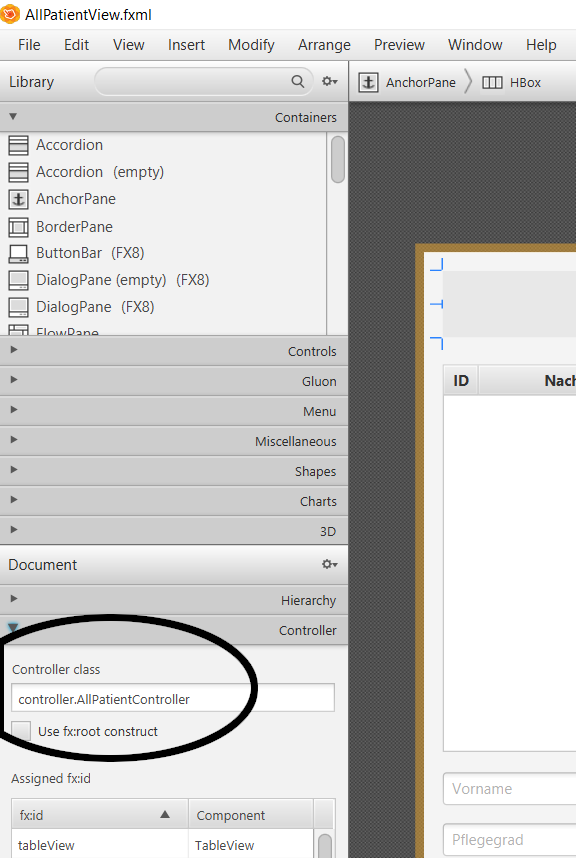 AllPatientView.fxml
File Edit View Insert Modify Arrange Preview Window Help
Library
AnchorPane HBox
Containers
Accordion
Accordion (empty)
AnchorPane
BorderPane
ButtonBar (FX8)
DialogPane (empty) (FX8)
DialogPane (FX8)
FlowPane
Controls
Gluon
Menu
Miscellaneous
Shapes
Charts
3D
ID Nach
Document
Hierarchy
Controller
Controller class
controller.AllPatientController
Use fx:root construct
Assigned fx:id
fx:id Component
tableView TableView
Vorname
Pflegegrad